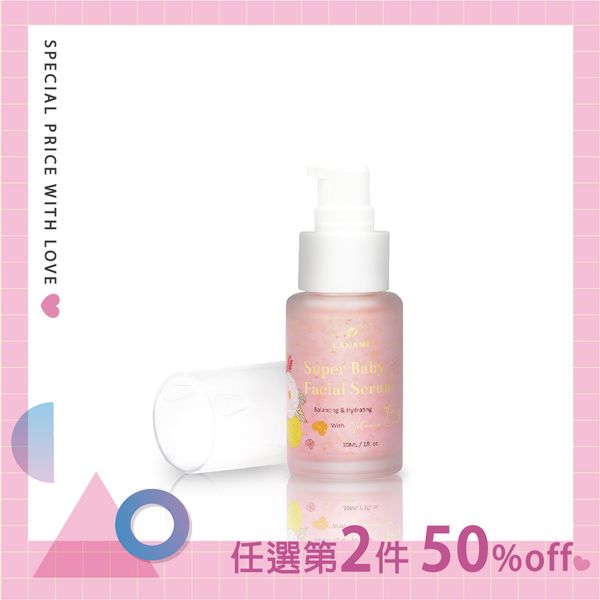 SPECIAL PRICE WITH LOVE
LANAMI
Super Baby
Facial Serum
Balancing & Hydrating
With
30ML / 1fl. oz.
任選第2件 50%off